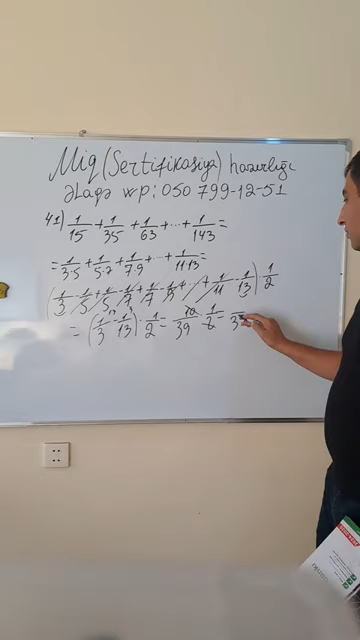 Miq (Sertifikasiya) hazırlığı
Əlaqə wp: 050 799-12-51
41) 1/15 + 1/35 + 1/63 + ... + 1/143 =
= 1/3·5 + 1/5·7 + 1/7·9 + ... + 1/11·13 =
(1/3 - 1/5 + 1/5 - 1/7 + 1/7 - 1/9 + ... + 1/11 - 1/13) · 1/2
= (1/3 - 1/13) · 1/2 = 10/39 · 1/2 =